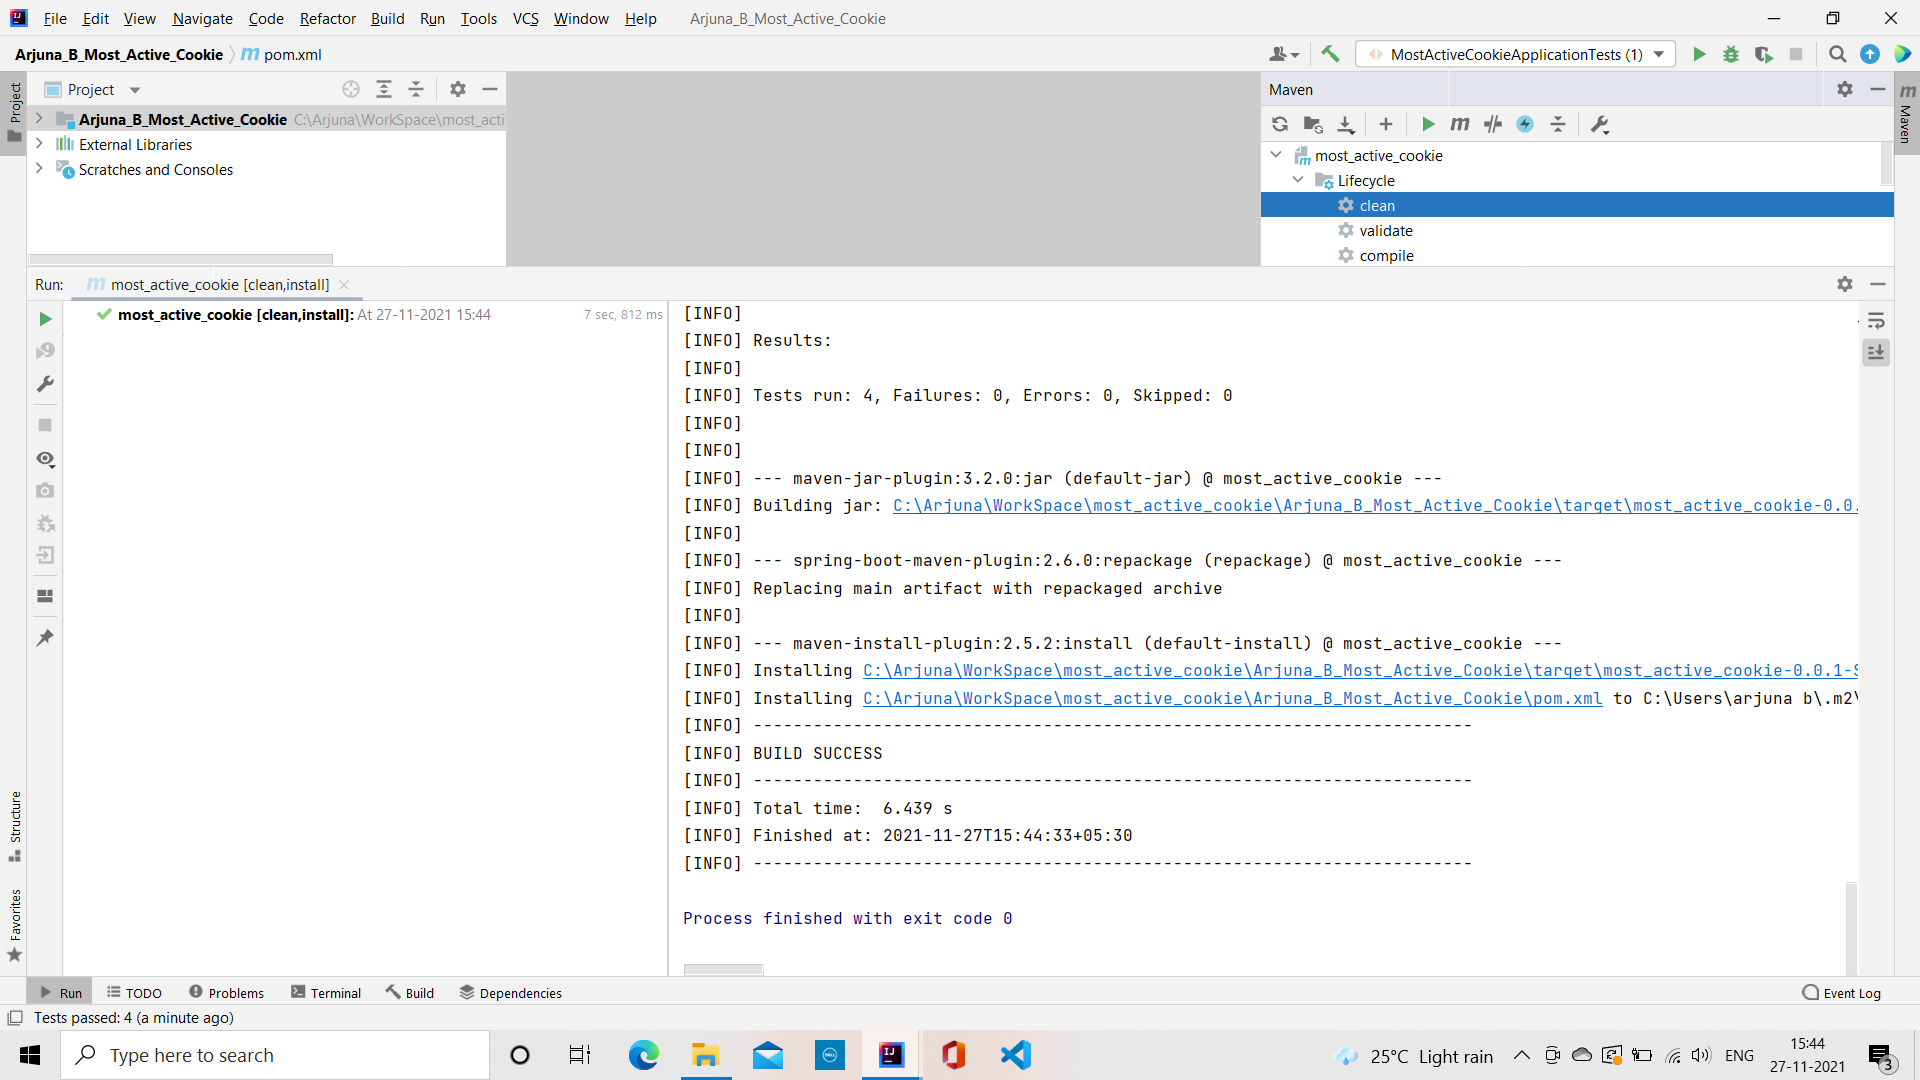 File Edit View Navigate Code Refactor Build Run Tools VCS Window Help Arjuna_B_Most_Active_Cookie
Arjuna_B_Most_Active_Cookie m pom.xml MostActiveCookieApplicationTests (1)
Project
Project
Arjuna_B_Most_Active_Cookie C:\Arjuna\WorkSpace\most_acti
External Libraries
Scratches and Consoles
Maven
m
Maven
m
most_active_cookie
Lifecycle
clean
validate
compile
Run: m most_active_cookie [clean,install]
most_active_cookie [clean,install]: At 27-11-2021 15:44 7 sec, 812 ms
[INFO]
[INFO] Results:
[INFO]
[INFO] Tests run: 4, Failures: 0, Errors: 0, Skipped: 0
[INFO]
[INFO]
[INFO] --- maven-jar-plugin:3.2.0:jar (default-jar) @ most_active_cookie ---
[INFO] Building jar: C:\Arjuna\WorkSpace\most_active_cookie\Arjuna_B_Most_Active_Cookie\target\most_active_cookie-0.0.
[INFO]
[INFO] --- spring-boot-maven-plugin:2.6.0:repackage (repackage) @ most_active_cookie ---
[INFO] Replacing main artifact with repackaged archive
[INFO]
[INFO] --- maven-install-plugin:2.5.2:install (default-install) @ most_active_cookie ---
[INFO] Installing C:\Arjuna\WorkSpace\most_active_cookie\Arjuna_B_Most_Active_Cookie\target\most_active_cookie-0.0.1-S
[INFO] Installing C:\Arjuna\WorkSpace\most_active_cookie\Arjuna_B_Most_Active_Cookie\pom.xml to C:\Users\arjuna b\.m2\
[INFO] ------------------------------------------------------------------------
[INFO] BUILD SUCCESS
[INFO] ------------------------------------------------------------------------
[INFO] Total time:  6.439 s
[INFO] Finished at: 2021-11-27T15:44:33+05:30
[INFO] ------------------------------------------------------------------------
Process finished with exit code 0
Structure
Favorites
Run TODO Problems Terminal Build Dependencies Event Log
Tests passed: 4 (a minute ago)
Type here to search
DELL
IJ
25°C Light rain
ENG
15:44
27-11-2021
3